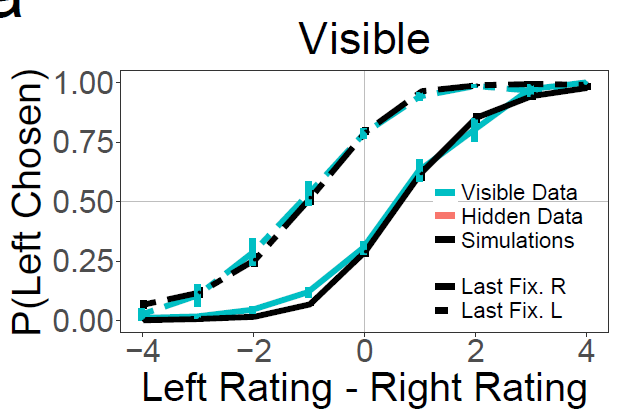 a
Visible
P(Left Chosen)
1.00
0.75
0.50
0.25
0.00
Visible Data
Hidden Data
Simulations
Last Fix. R
Last Fix. L
−4 −2 0 2 4
Left Rating - Right Rating